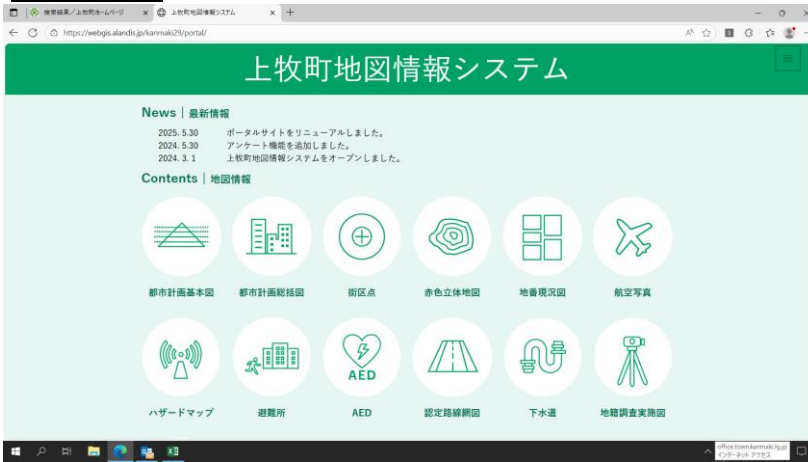 検索結果／上牧町ホームページ
上牧町地図情報システム
https://webgis.alandis.jp/kanmaki29/portal/
上牧町地図情報システム
News | 最新情報
2025. 5.30 ポータルサイトをリニューアルしました。
2024. 5.30 アンケート機能を追加しました。
2024. 3. 1 上牧町地図情報システムをオープンしました。
Contents | 地図情報
都市計画基本図 都市計画総括図 街区点 赤色立体地図 地番現況図 航空写真
AED
ハザードマップ 避難所 AED 認定路線網図 下水道 地籍調査実施図
office.town.kanmaki.lg.jp
インターネット アクセス